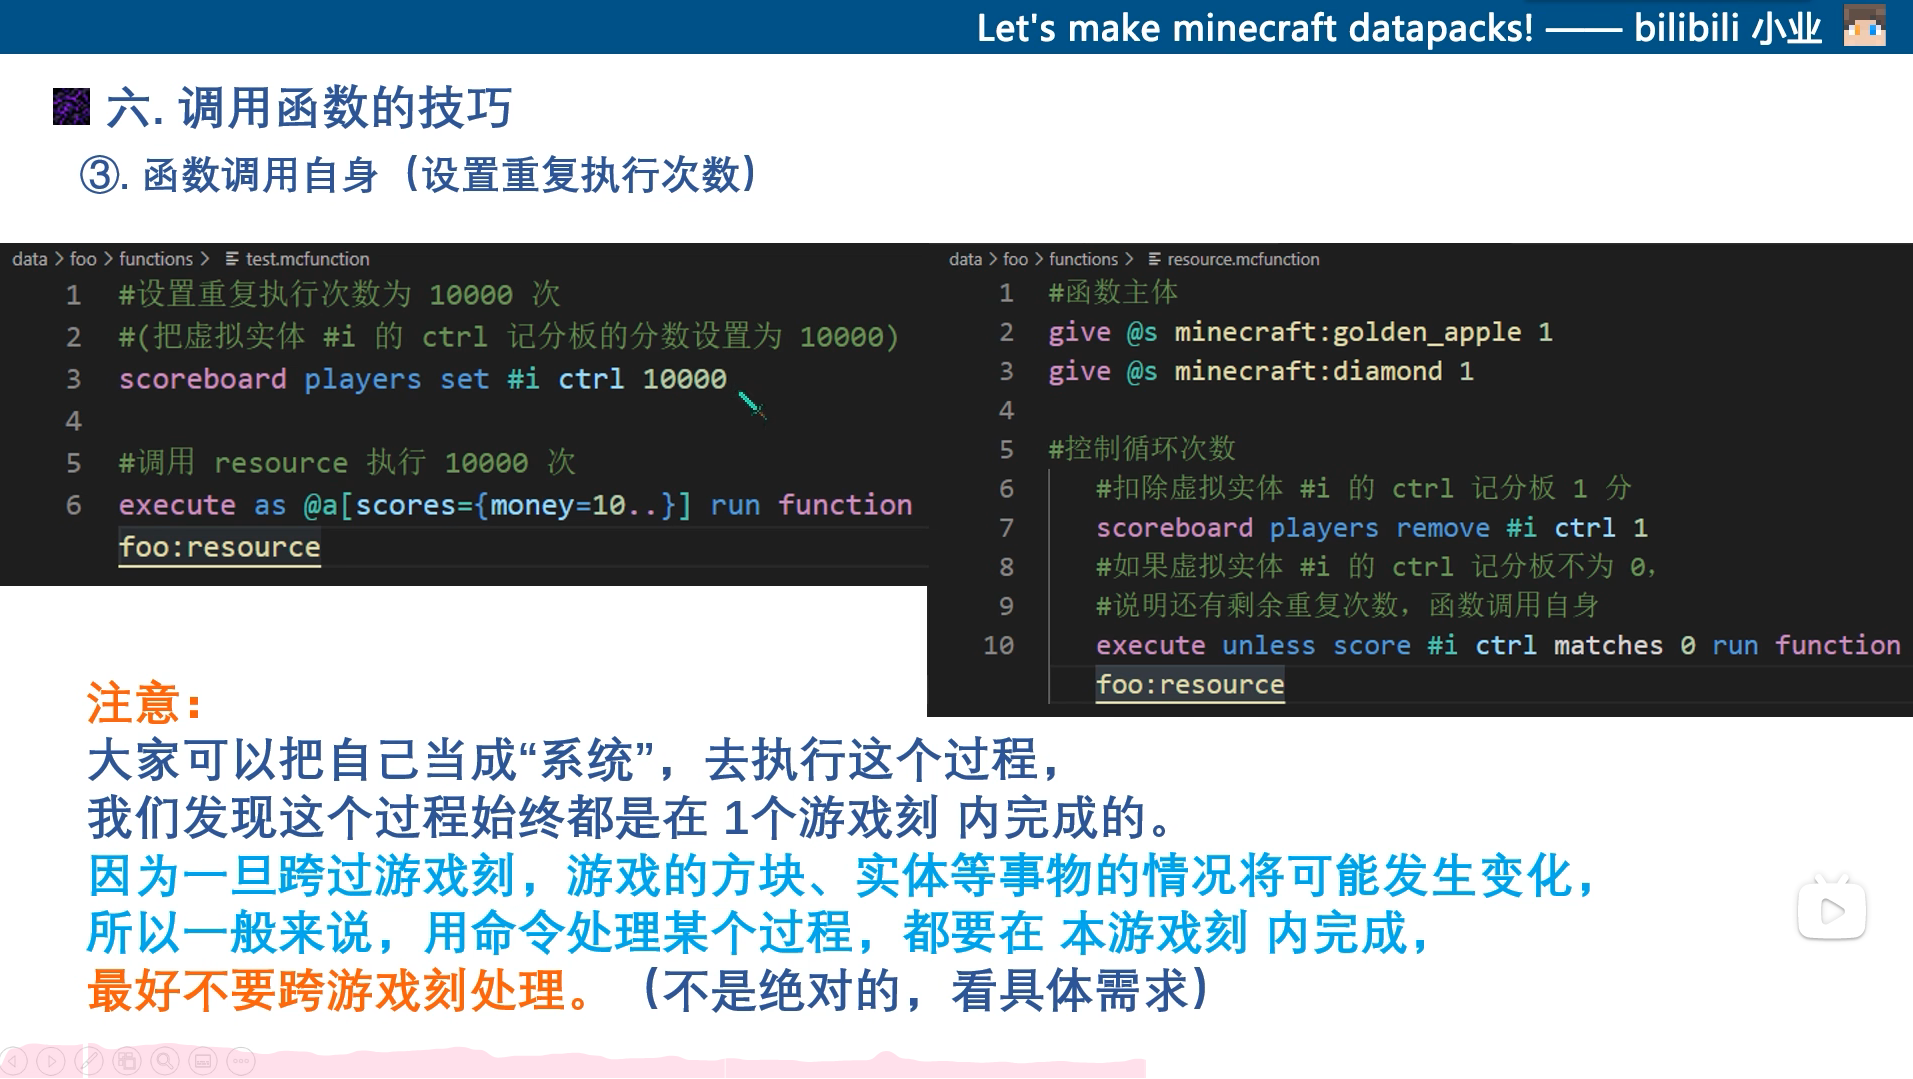 Let's make minecraft datapacks! —— bilibili 小业
六. 调用函数的技巧
③. 函数调用自身（设置重复执行次数）
data > foo > functions > test.mcfunction
1 #设置重复执行次数为 10000 次
2 #(把虚拟实体 #i 的 ctrl 记分板的分数设置为 10000)
3 scoreboard players set #i ctrl 10000
4
5 #调用 resource 执行 10000 次
6 execute as @a[scores={money=10..}] run function
foo:resource
data > foo > functions > resource.mcfunction
1 #函数主体
2 give @s minecraft:golden_apple 1
3 give @s minecraft:diamond 1
4
5 #控制循环次数
6 #扣除虚拟实体 #i 的 ctrl 记分板 1 分
7 scoreboard players remove #i ctrl 1
8 #如果虚拟实体 #i 的 ctrl 记分板不为 0，
9 #说明还有剩余重复次数，函数调用自身
10 execute unless score #i ctrl matches 0 run function
foo:resource
注意：
大家可以把自己当成“系统”，去执行这个过程，
我们发现这个过程始终都是在 1个游戏刻 内完成的。
因为一旦跨过游戏刻，游戏的方块、实体等事物的情况将可能发生变化，
所以一般来说，用命令处理某个过程，都要在 本游戏刻 内完成，
最好不要跨游戏刻处理。（不是绝对的，看具体需求）